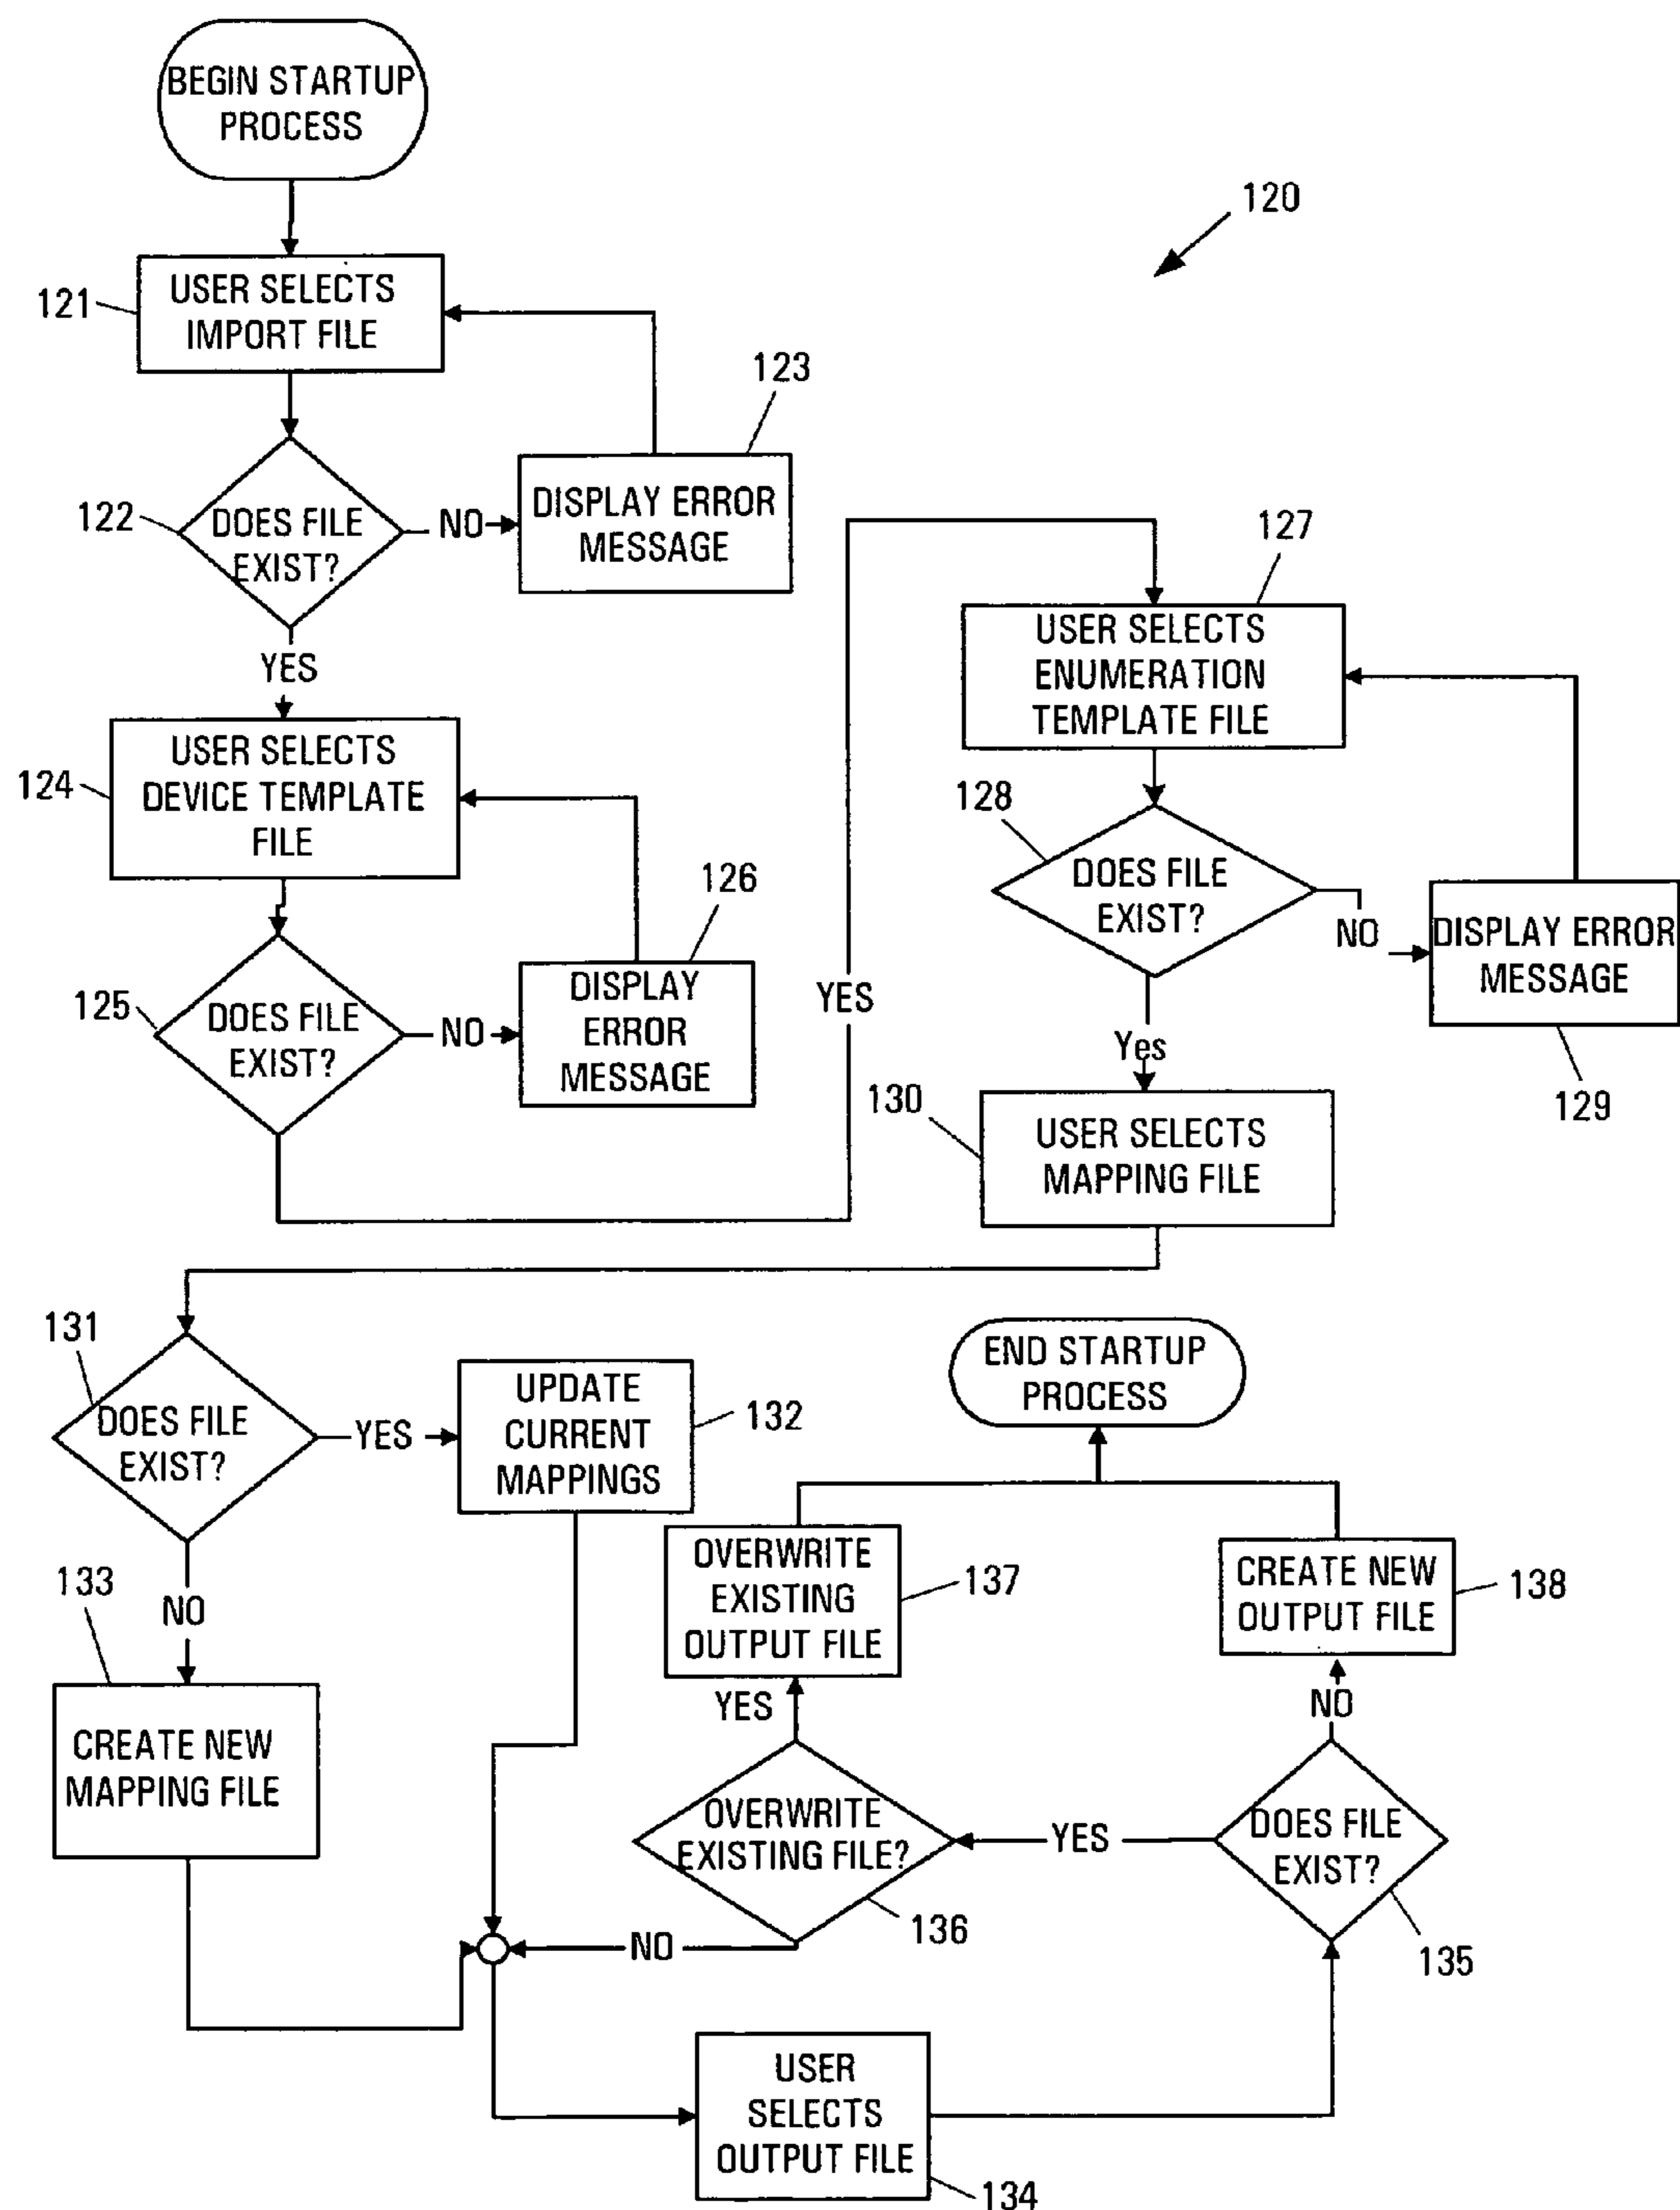 BEGIN STARTUP
PROCESS
120
121
USER SELECTS
IMPORT FILE
123
122
DOES FILE
EXIST?
NO
DISPLAY ERROR
MESSAGE
YES
124
USER SELECTS
DEVICE TEMPLATE
FILE
126
125
DOES FILE
EXIST?
NO
DISPLAY
ERROR
MESSAGE
YES
127
USER SELECTS
ENUMERATION
TEMPLATE FILE
128
DOES FILE
EXIST?
NO
DISPLAY ERROR
MESSAGE
129
Yes
130
USER SELECTS
MAPPING FILE
131
DOES FILE
EXIST?
YES
UPDATE
CURRENT
MAPPINGS
132
NO
133
CREATE NEW
MAPPING FILE
END STARTUP
PROCESS
OVERWRITE
EXISTING
OUTPUT FILE
137
CREATE NEW
OUTPUT FILE
138
YES
NO
OVERWRITE
EXISTING FILE?
136
YES
DOES FILE
EXIST?
135
NO
USER
SELECTS
OUTPUT FILE
134